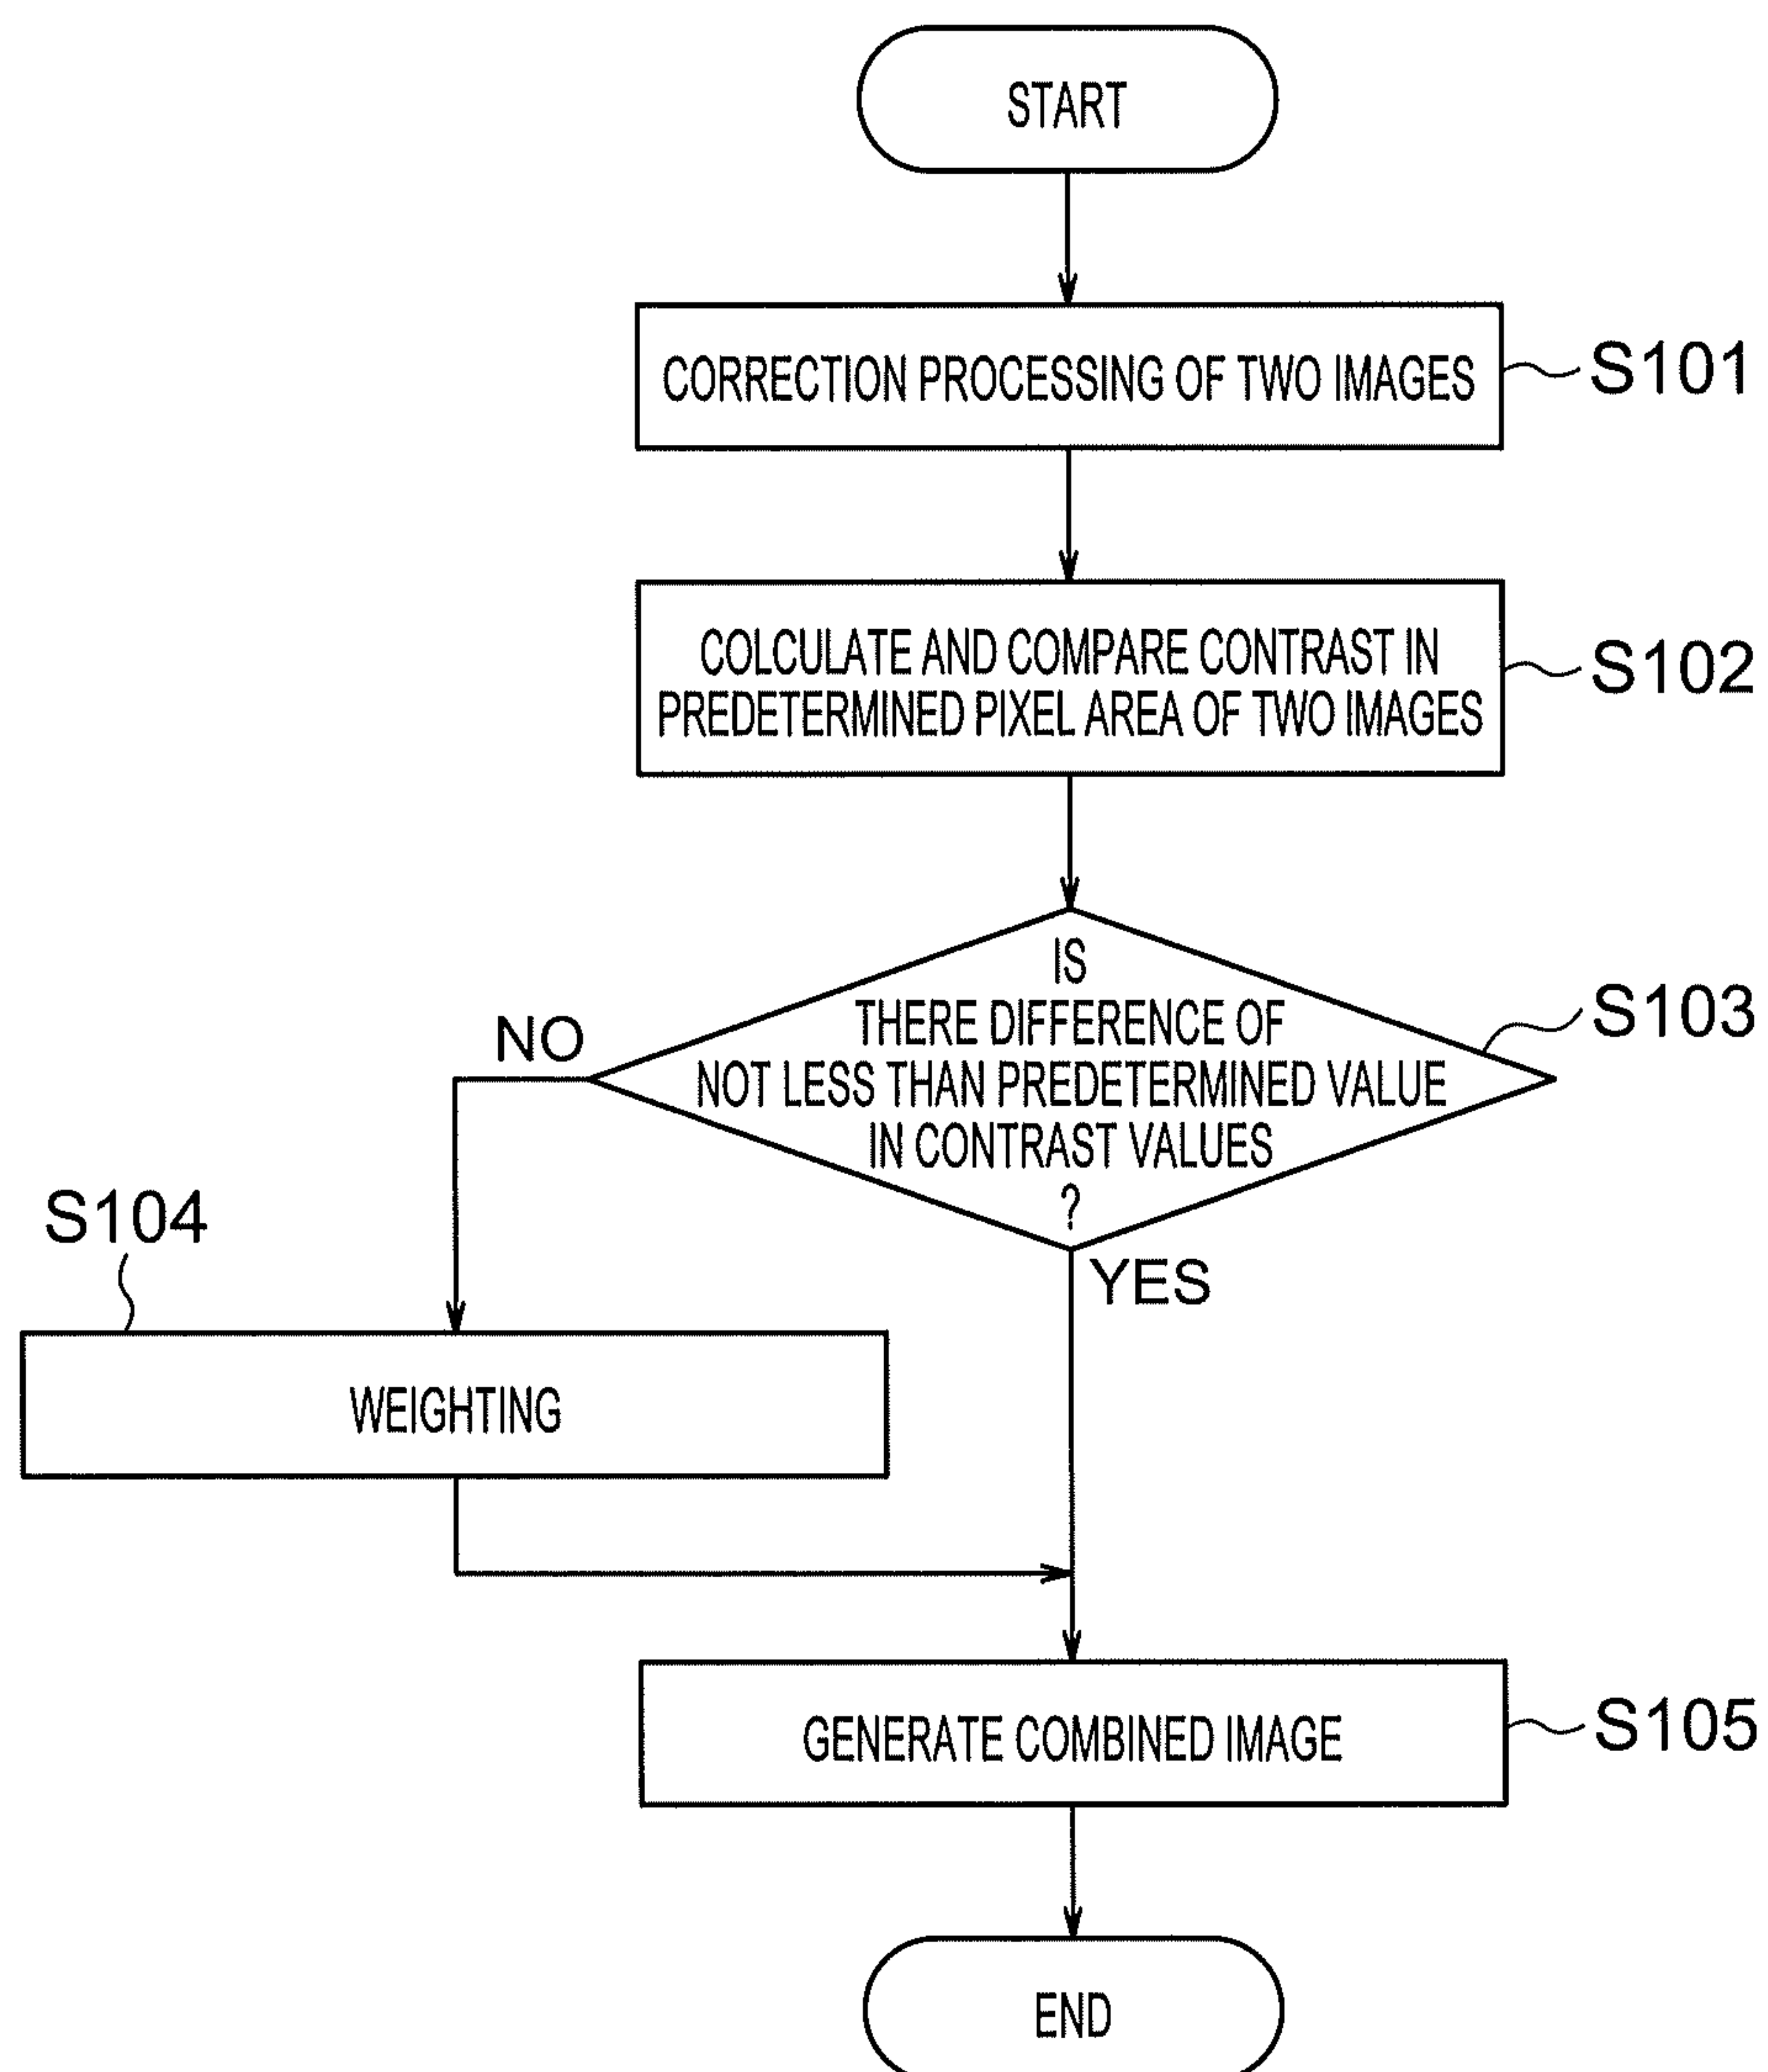 START
CORRECTION PROCESSING OF TWO IMAGES
S101
COLCULATE AND COMPARE CONTRAST IN
PREDETERMINED PIXEL AREA OF TWO IMAGES
S102
IS
THERE DIFFERENCE OF
NOT LESS THAN PREDETERMINED VALUE
IN CONTRAST VALUES
?
S103
NO
YES
S104
WEIGHTING
GENERATE COMBINED IMAGE
S105
END